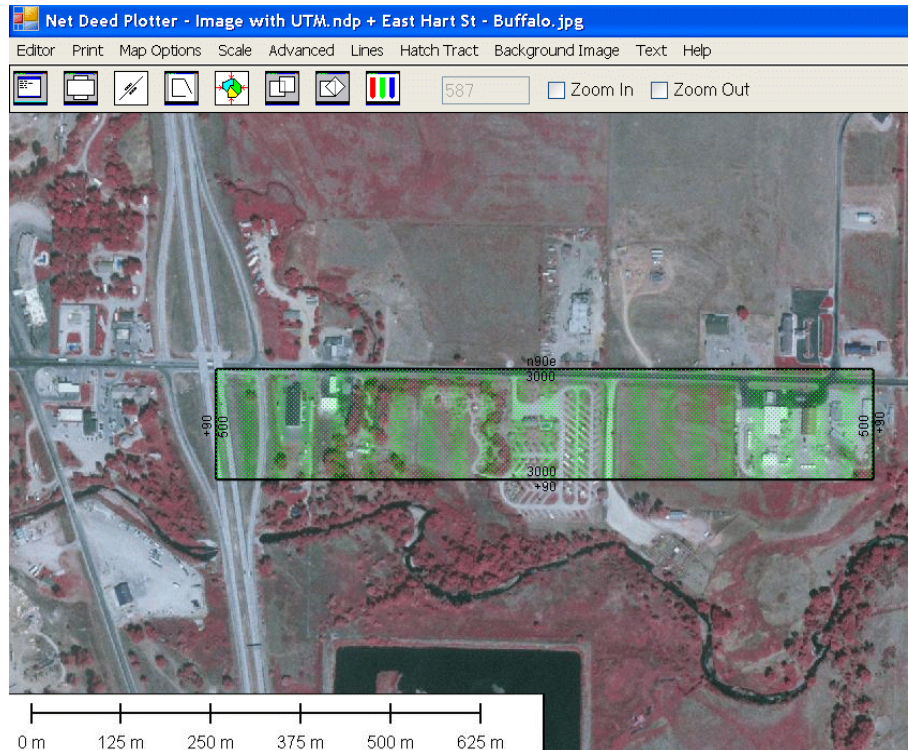 Net Deed Plotter - Image with UTM.ndp + East Hart St - Buffalo.jpg
Editor Print Map Options Scale Advanced Lines Hatch Tract Background Image Text Help
587 Zoom In Zoom Out
n90e
3000
+90
500
500
+90
3000
+90
0 m 125 m 250 m 375 m 500 m 625 m